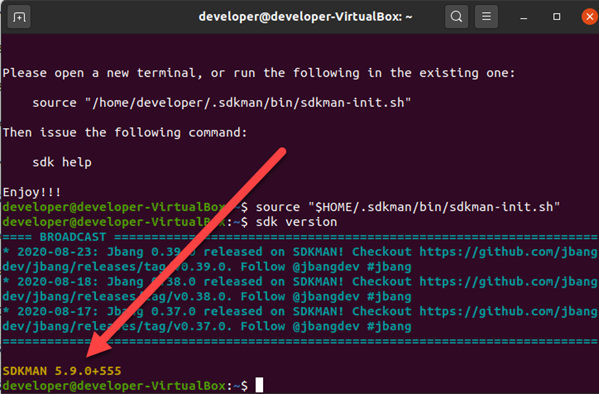 developer@developer-VirtualBox: ~
Please open a new terminal, or run the following in the existing one:
source "/home/developer/.sdkman/bin/sdkman-init.sh"
Then issue the following command:
sdk help
Enjoy!!!
developer@developer-VirtualBox:~$ source "$HOME/.sdkman/bin/sdkman-init.sh"
developer@developer-VirtualBox:~$ sdk version
==== BROADCAST =================================================================
* 2020-08-23: Jbang 0.39.0 released on SDKMAN! Checkout https://github.com/jbang
dev/jbang/releases/tag/v0.39.0. Follow @jbangdev #jbang
* 2020-08-18: Jbang 0.38.0 released on SDKMAN! Checkout https://github.com/jbang
dev/jbang/releases/tag/v0.38.0. Follow @jbangdev #jbang
* 2020-08-17: Jbang 0.37.0 released on SDKMAN! Checkout https://github.com/jbang
dev/jbang/releases/tag/v0.37.0. Follow @jbangdev #jbang
================================================================================
SDKMAN 5.9.0+555
developer@developer-VirtualBox:~$